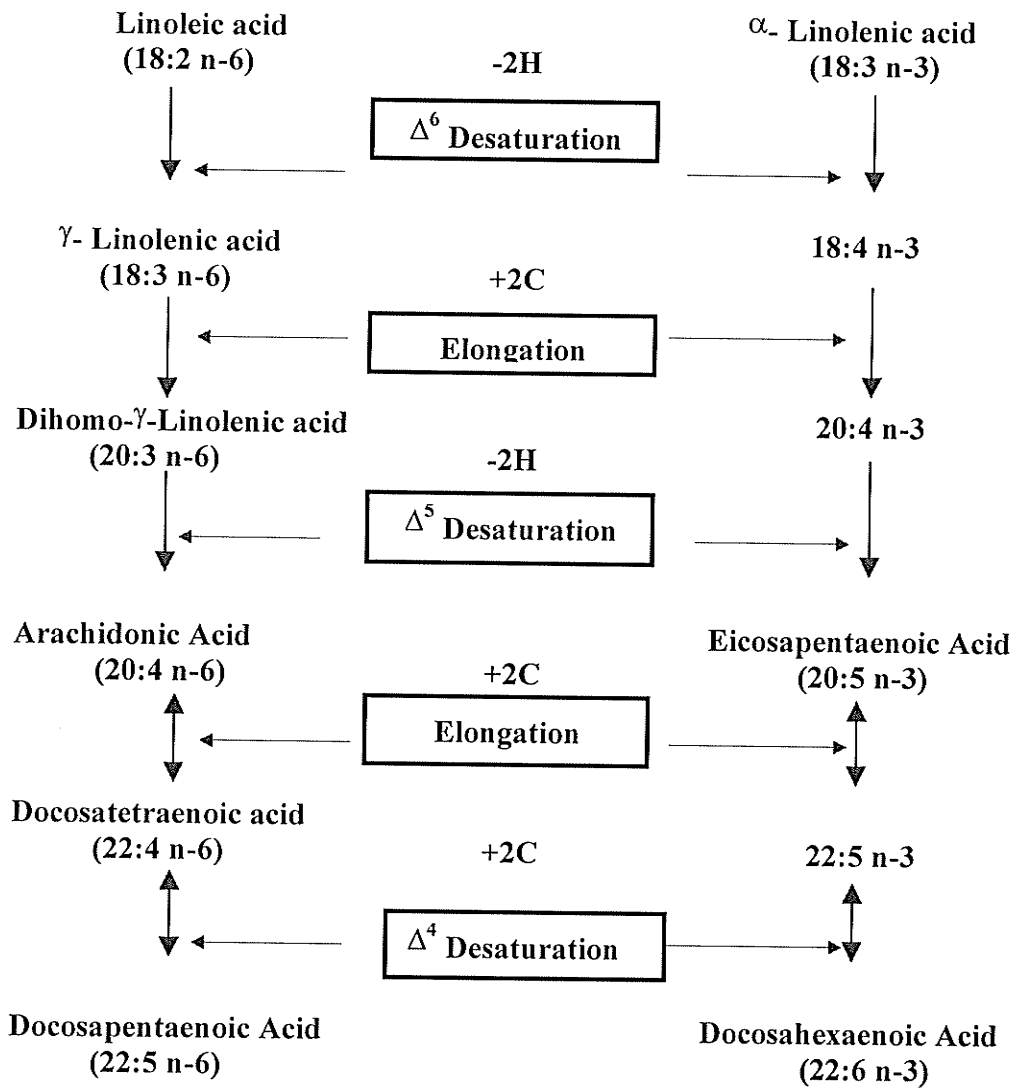 Linoleic acid
(18:2 n-6)
-2H
α- Linolenic acid
(18:3 n-3)
Δ⁶ Desaturation
γ- Linolenic acid
(18:3 n-6)
+2C
18:4 n-3
Elongation
Dihomo-γ-Linolenic acid
(20:3 n-6)
-2H
20:4 n-3
Δ⁵ Desaturation
Arachidonic Acid
(20:4 n-6)
+2C
Eicosapentaenoic Acid
(20:5 n-3)
Elongation
Docosatetraenoic acid
(22:4 n-6)
+2C
22:5 n-3
Δ⁴ Desaturation
Docosapentaenoic Acid
(22:5 n-6)
Docosahexaenoic Acid
(22:6 n-3)